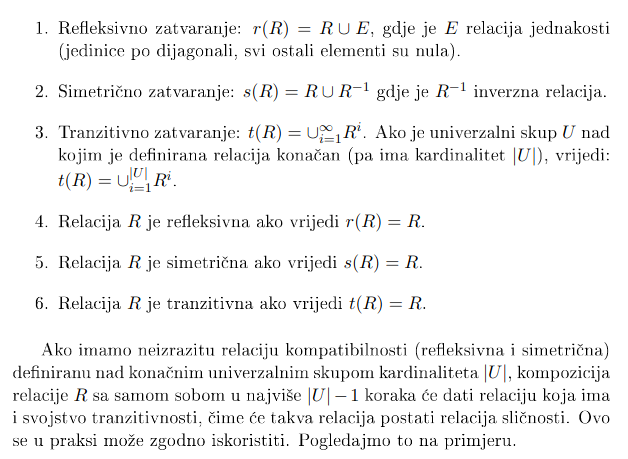 1. Refleksivno zatvaranje: r(R) = R ∪ E, gdje je E relacija jednakosti
(jedinice po dijagonali, svi ostali elementi su nula).
2. Simetrično zatvaranje: s(R) = R ∪ R⁻¹ gdje je R⁻¹ inverzna relacija.
3. Tranzitivno zatvaranje: t(R) = ∪_{i=1}^{∞} R^i. Ako je univerzalni skup U nad
kojim je definirana relacija konačan (pa ima kardinalitet |U|), vrijedi:
t(R) = ∪_{i=1}^{|U|} R^i.
4. Relacija R je refleksivna ako vrijedi r(R) = R.
5. Relacija R je simetrična ako vrijedi s(R) = R.
6. Relacija R je tranzitivna ako vrijedi t(R) = R.
Ako imamo neizrazitu relaciju kompatibilnosti (refleksivna i simetrična)
definiranu nad konačnim univerzalnim skupom kardinaliteta |U|, kompozicija
relacije R sa samom sobom u najviše |U| − 1 koraka će dati relaciju koja ima
i svojstvo tranzitivnosti, čime će takva relacija postati relacija sličnosti. Ovo
se u praksi može zgodno iskoristiti. Pogledajmo to na primjeru.